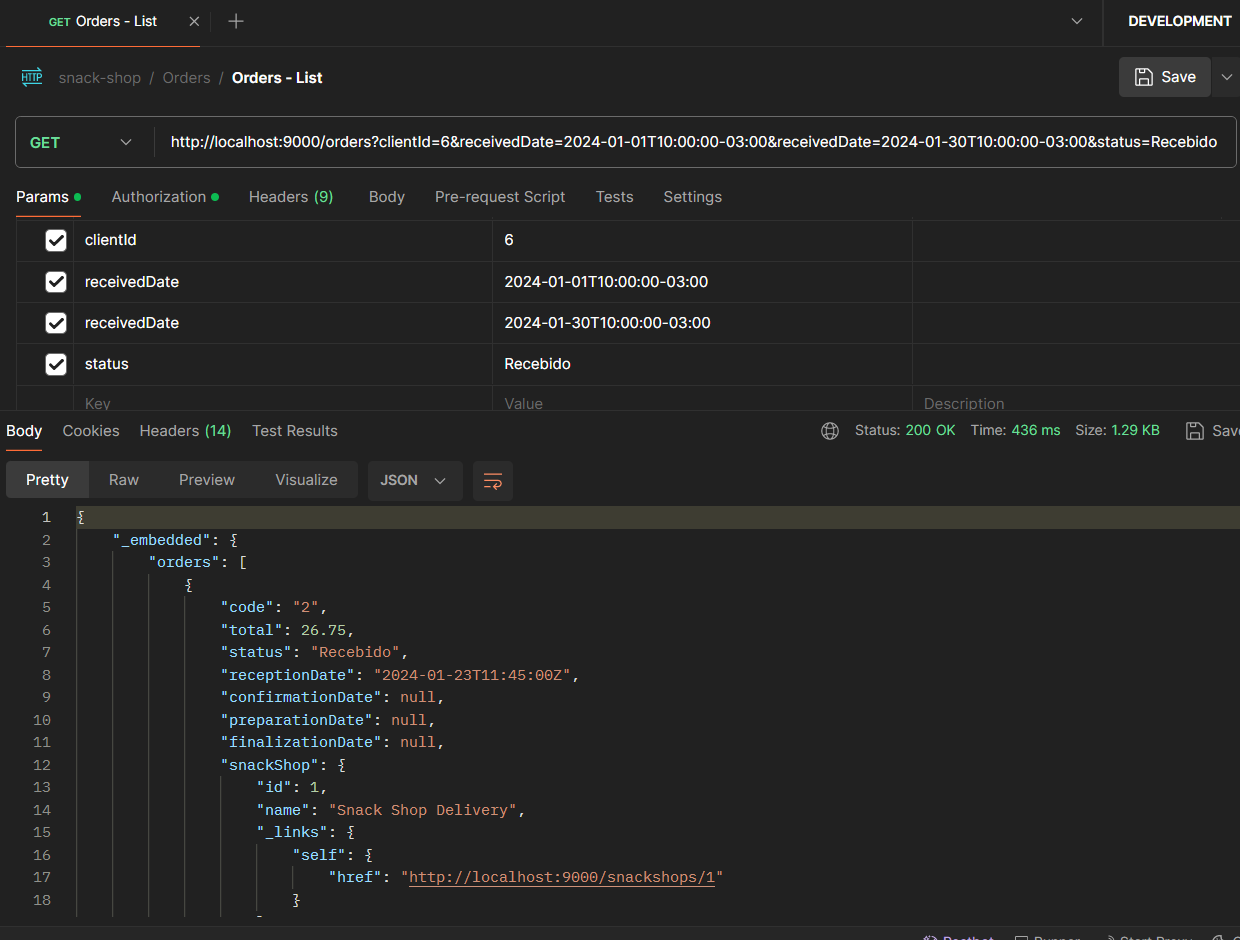 GET Orders - List
DEVELOPMENT
HTTP snack-shop / Orders / Orders - List
Save
GET http://localhost:9000/orders?clientId=6&receivedDate=2024-01-01T10:00:00-03:00&receivedDate=2024-01-30T10:00:00-03:00&status=Recebido
Params Authorization Headers (9) Body Pre-request Script Tests Settings
clientId 6
receivedDate 2024-01-01T10:00:00-03:00
receivedDate 2024-01-30T10:00:00-03:00
status Recebido
Key Value Description
Body Cookies Headers (14) Test Results Status: 200 OK Time: 436 ms Size: 1.29 KB Save
Pretty Raw Preview Visualize JSON
1 {
2 "_embedded": {
3 "orders": [
4 {
5 "code": "2",
6 "total": 26.75,
7 "status": "Recebido",
8 "receptionDate": "2024-01-23T11:45:00Z",
9 "confirmationDate": null,
10 "preparationDate": null,
11 "finalizationDate": null,
12 "snackShop": {
13 "id": 1,
14 "name": "Snack Shop Delivery",
15 "_links": {
16 "self": {
17 "href": "http://localhost:9000/snackshops/1"
18 }
Postbot Runner Start Proxy